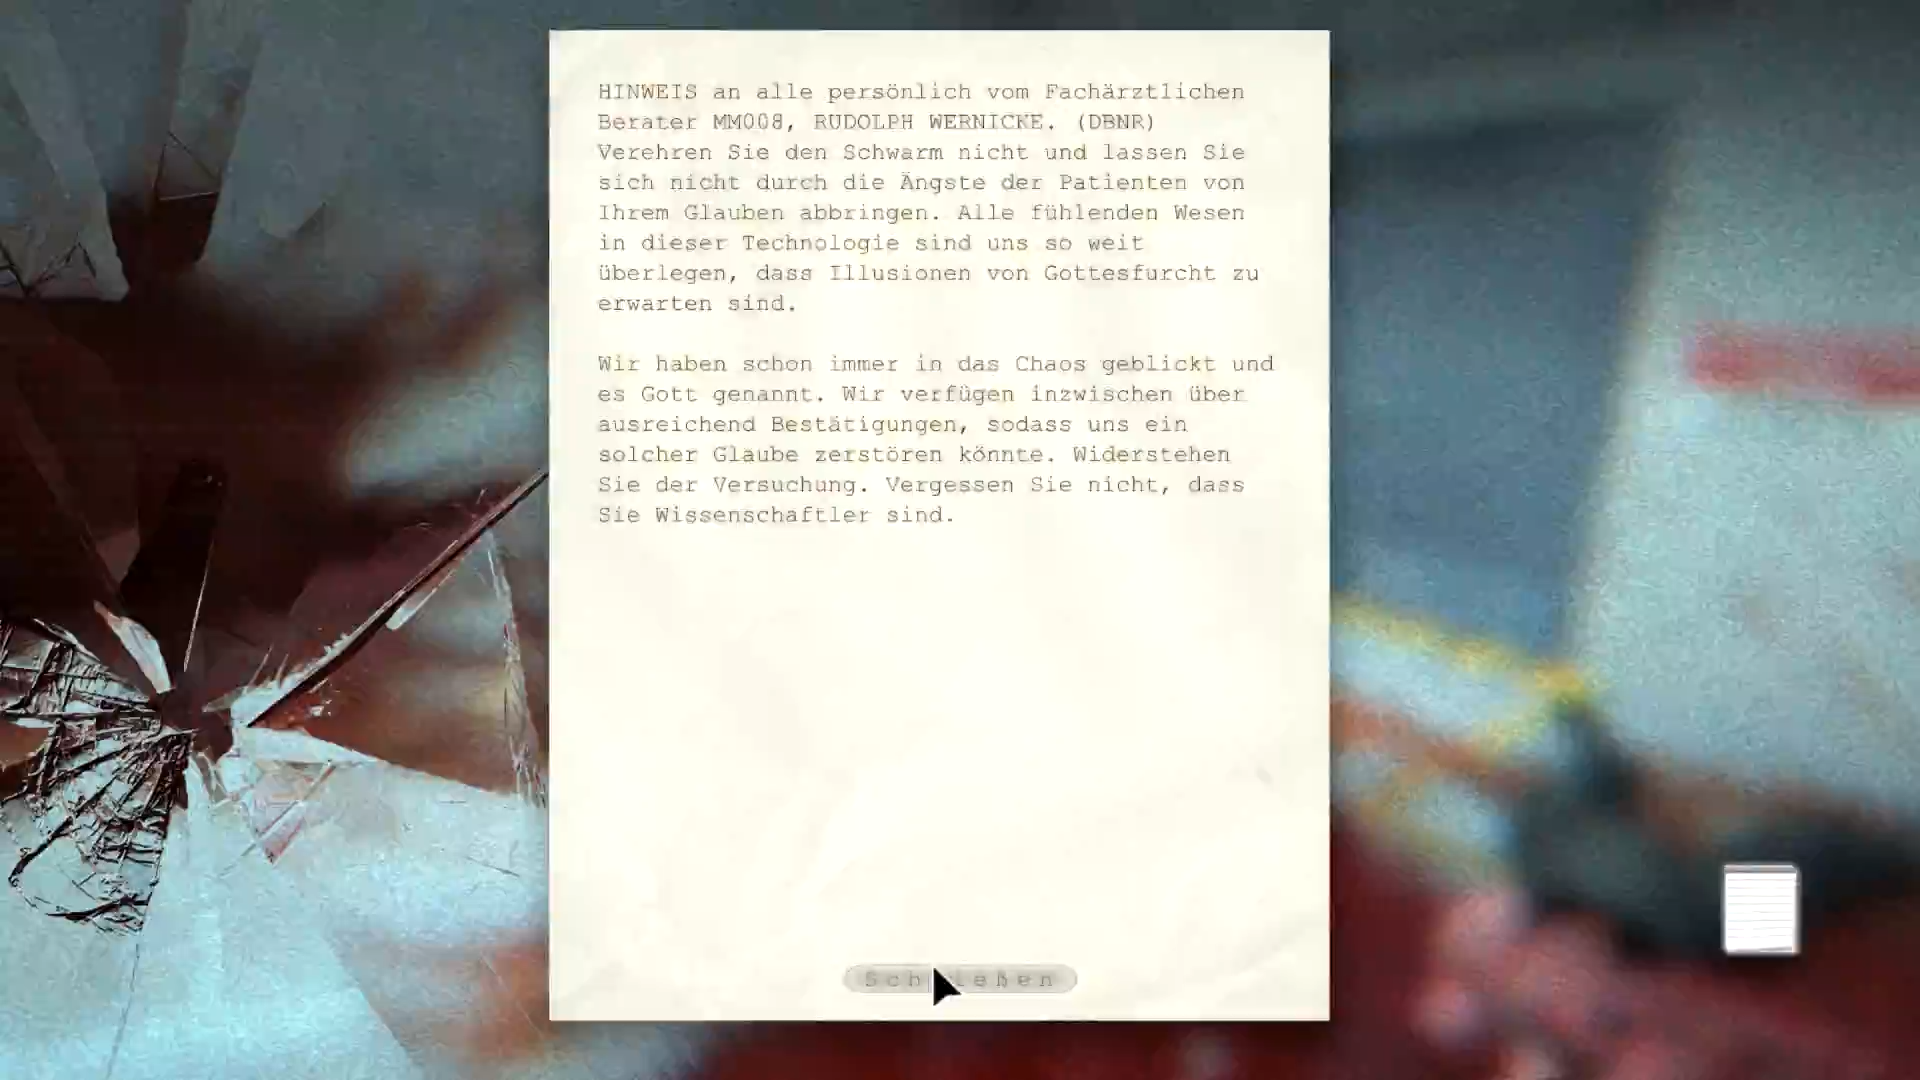 HINWEIS an alle persönlich vom Fachärztlichen
Berater MM008, RUDOLPH WERNICKE. (DBNR)
Verehren Sie den Schwarm nicht und lassen Sie
sich nicht durch die Ängste der Patienten von
Ihrem Glauben abbringen. Alle fühlenden Wesen
in dieser Technologie sind uns so weit
überlegen, dass Illusionen von Gottesfurcht zu
erwarten sind.
Wir haben schon immer in das Chaos geblickt und
es Gott genannt. Wir verfügen inzwischen über
ausreichend Bestätigungen, sodass uns ein
solcher Glaube zerstören könnte. Widerstehen
Sie der Versuchung. Vergessen Sie nicht, dass
Sie Wissenschaftler sind.
Schließen